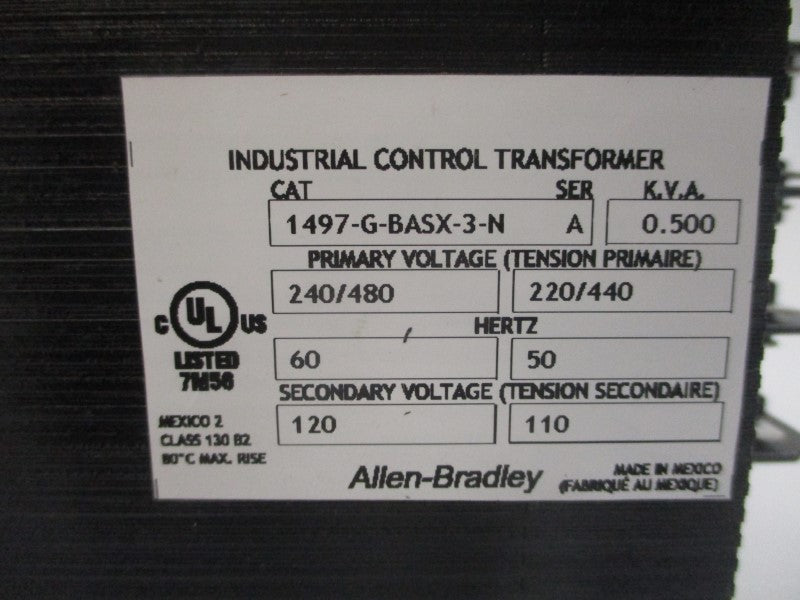 INDUSTRIAL CONTROL TRANSFORMER
CAT SER K.V.A.
1497-G-BASX-3-N A 0.500
PRIMARY VOLTAGE (TENSION PRIMAIRE)
240/480 220/440
HERTZ
60 50
SECONDARY VOLTAGE (TENSION SECONDAIRE)
120 110
C UL US
LISTED
7M56
MEXICO 2
CLASS 130 B2
80°C MAX. RISE
Allen-Bradley
MADE IN MEXICO
(FABRIQUÉ AU MEXIQUE)